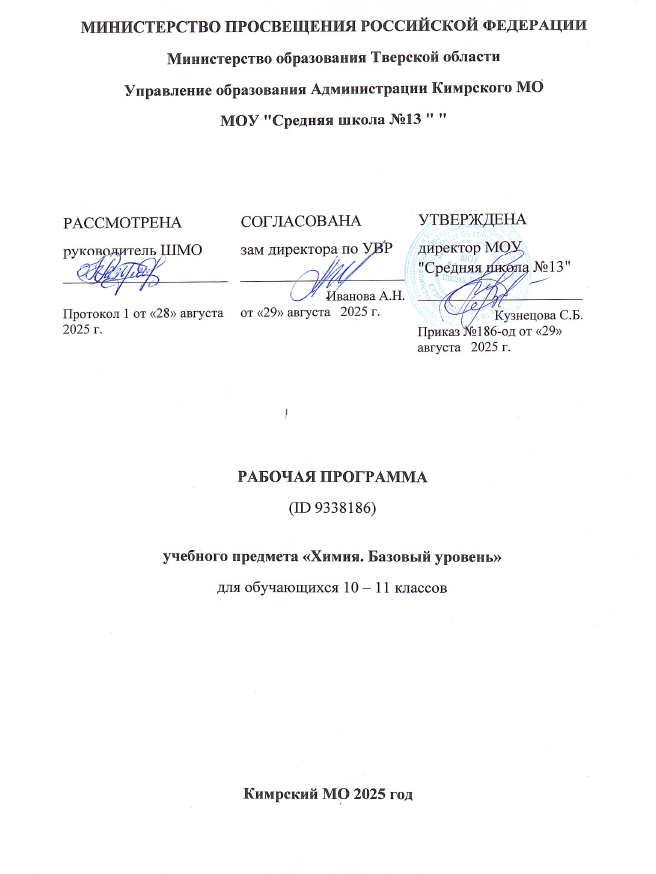 МИНИСТЕРСТВО ПРОСВЕЩЕНИЯ РОССИЙСКОЙ ФЕДЕРАЦИИ
Министерство образования Тверской области
Управление образования Администрации Кимрского МО
МОУ "Средняя школа №13 " "
РАССМОТРЕНА
руководитель ШМО
Протокол 1 от «28» августа
2025 г.
СОГЛАСОВАНА
зам директора по УВР
Иванова А.Н.
от «29» августа 2025 г.
УТВЕРЖДЕНА
директор МОУ
"Средняя школа №13"
Кузнецова С.Б.
Приказ №186-од от «29»
августа 2025 г.
РАБОЧАЯ ПРОГРАММА
(ID 9338186)
учебного предмета «Химия. Базовый уровень»
для обучающихся 10 – 11 классов
Кимрский МО 2025 год